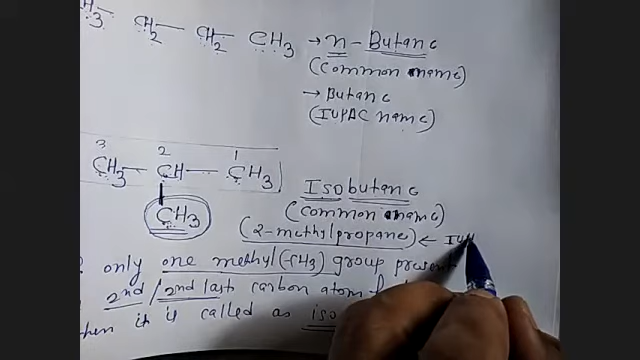 H3 — CH2 — CH2 — CH3 → n-Butane
(Common name)
→ Butane
(IUPAC name)
3 2 1
CH3 — CH — CH3
CH3
Isobutane
(Common name)
(2-methylpropane) ← IUP
only one methyl (-CH3) group present
2nd/2nd last carbon atom
then it is called as iso